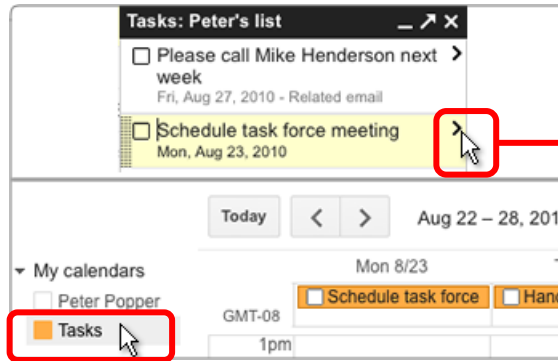 Tasks: Peter's list
Please call Mike Henderson next
week
Fri, Aug 27, 2010 - Related email
Schedule task force meeting
Mon, Aug 23, 2010
Today
Aug 22 – 28, 201
My calendars
Mon 8/23
Peter Popper
Schedule task force
GMT-08
Tasks
1pm